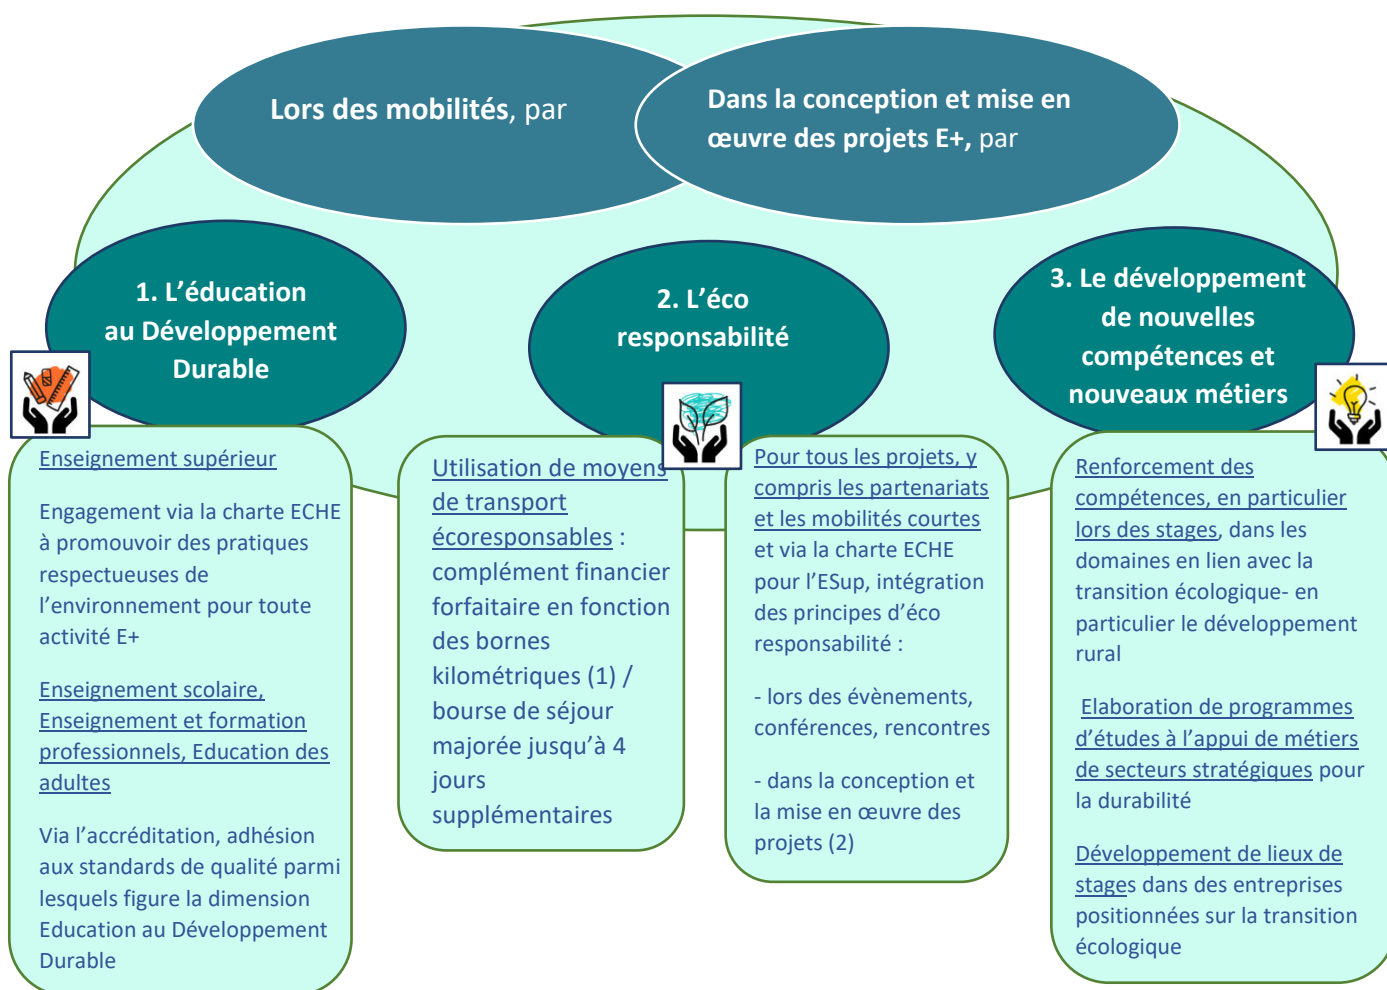 Lors des mobilités, par
Dans la conception et mise en
œuvre des projets E+, par
1. L’éducation
au Développement
Durable
2. L’éco
responsabilité
3. Le développement
de nouvelles
compétences et
nouveaux métiers
Enseignement supérieur
Engagement via la charte ECHE
à promouvoir des pratiques
respectueuses de
l’environnement pour toute
activité E+
Enseignement scolaire,
Enseignement et formation
professionnels, Education des
adultes
Via l’accréditation, adhésion
aux standards de qualité parmi
lesquels figure la dimension
Education au Développement
Durable
Utilisation de moyens
de transport
écoresponsables :
complément financier
forfaitaire en fonction
des bornes
kilométriques (1) /
bourse de séjour
majorée jusqu’à 4
jours
supplémentaires
Pour tous les projets, y
compris les partenariats
et les mobilités courtes
et via la charte ECHE
pour l’ESup, intégration
des principes d’éco
responsabilité :
- lors des évènements,
conférences, rencontres
- dans la conception et
la mise en œuvre des
projets (2)
Renforcement des
compétences, en particulier
lors des stages, dans les
domaines en lien avec la
transition écologique- en
particulier le développement
rural
Elaboration de programmes
d’études à l’appui de métiers
de secteurs stratégiques pour
la durabilité
Développement de lieux de
stages dans des entreprises
positionnées sur la transition
écologique